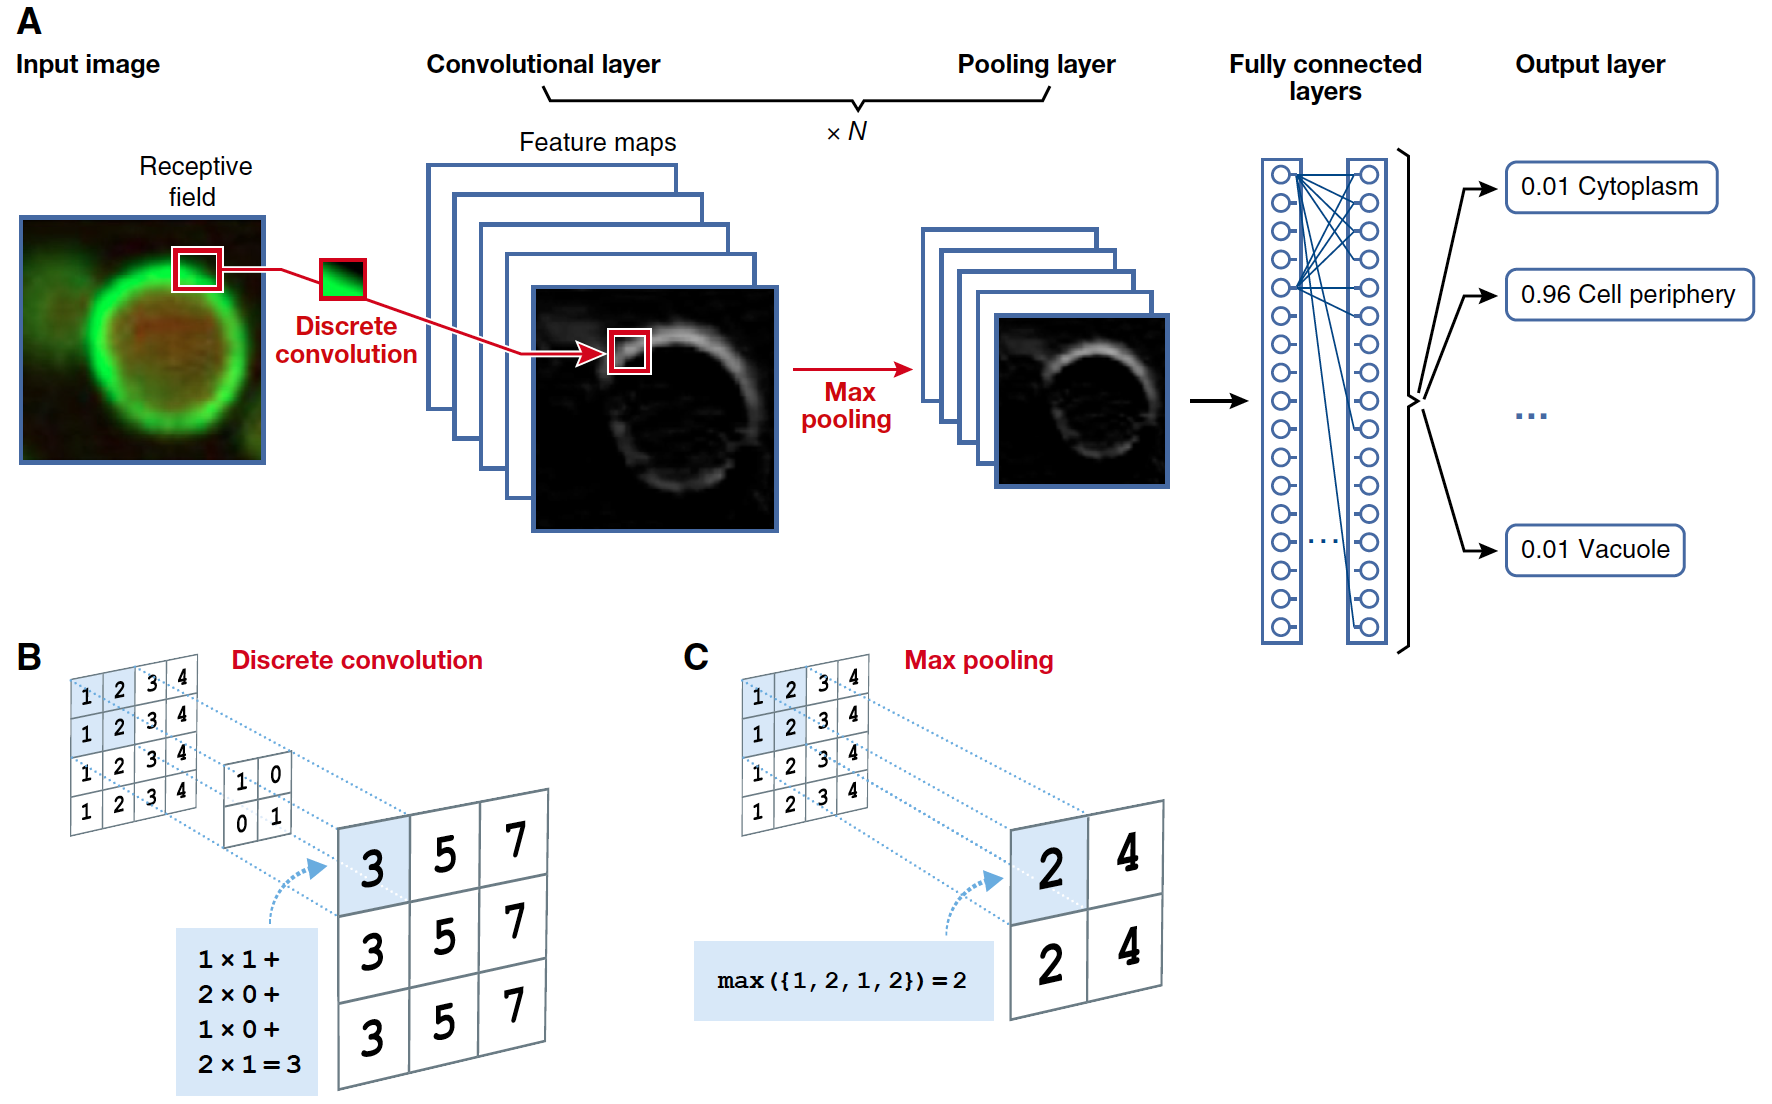 A
Input image
Convolutional layer
Pooling layer
Fully connected
layers
Output layer
× N
Feature maps
Receptive
field
Discrete
convolution
Max
pooling
...
0.01 Cytoplasm
0.96 Cell periphery
...
0.01 Vacuole
B
Discrete convolution
1 2 3 4
1 2 3 4
1 2 3 4
1 2 3 4
1 0
0 1
3 5 7
3 5 7
3 5 7
1 × 1 +
2 × 0 +
1 × 0 +
2 × 1 = 3
C
Max pooling
1 2 3 4
1 2 3 4
1 2 3 4
1 2 3 4
2 4
2 4
max({1, 2, 1, 2}) = 2